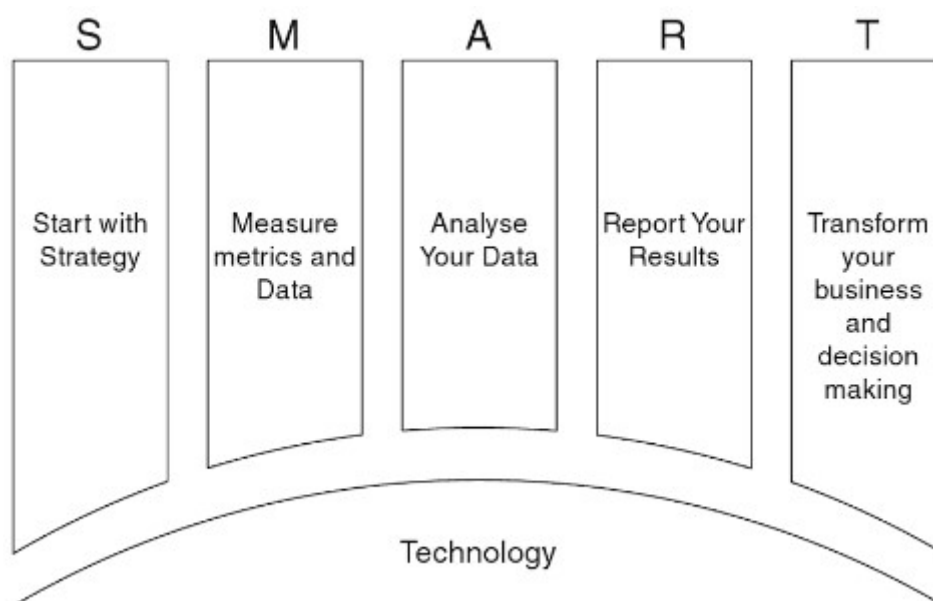 S M A R T
Start with
Strategy
Measure
metrics and
Data
Analyse
Your Data
Report Your
Results
Transform
your
business
and
decision
making
Technology